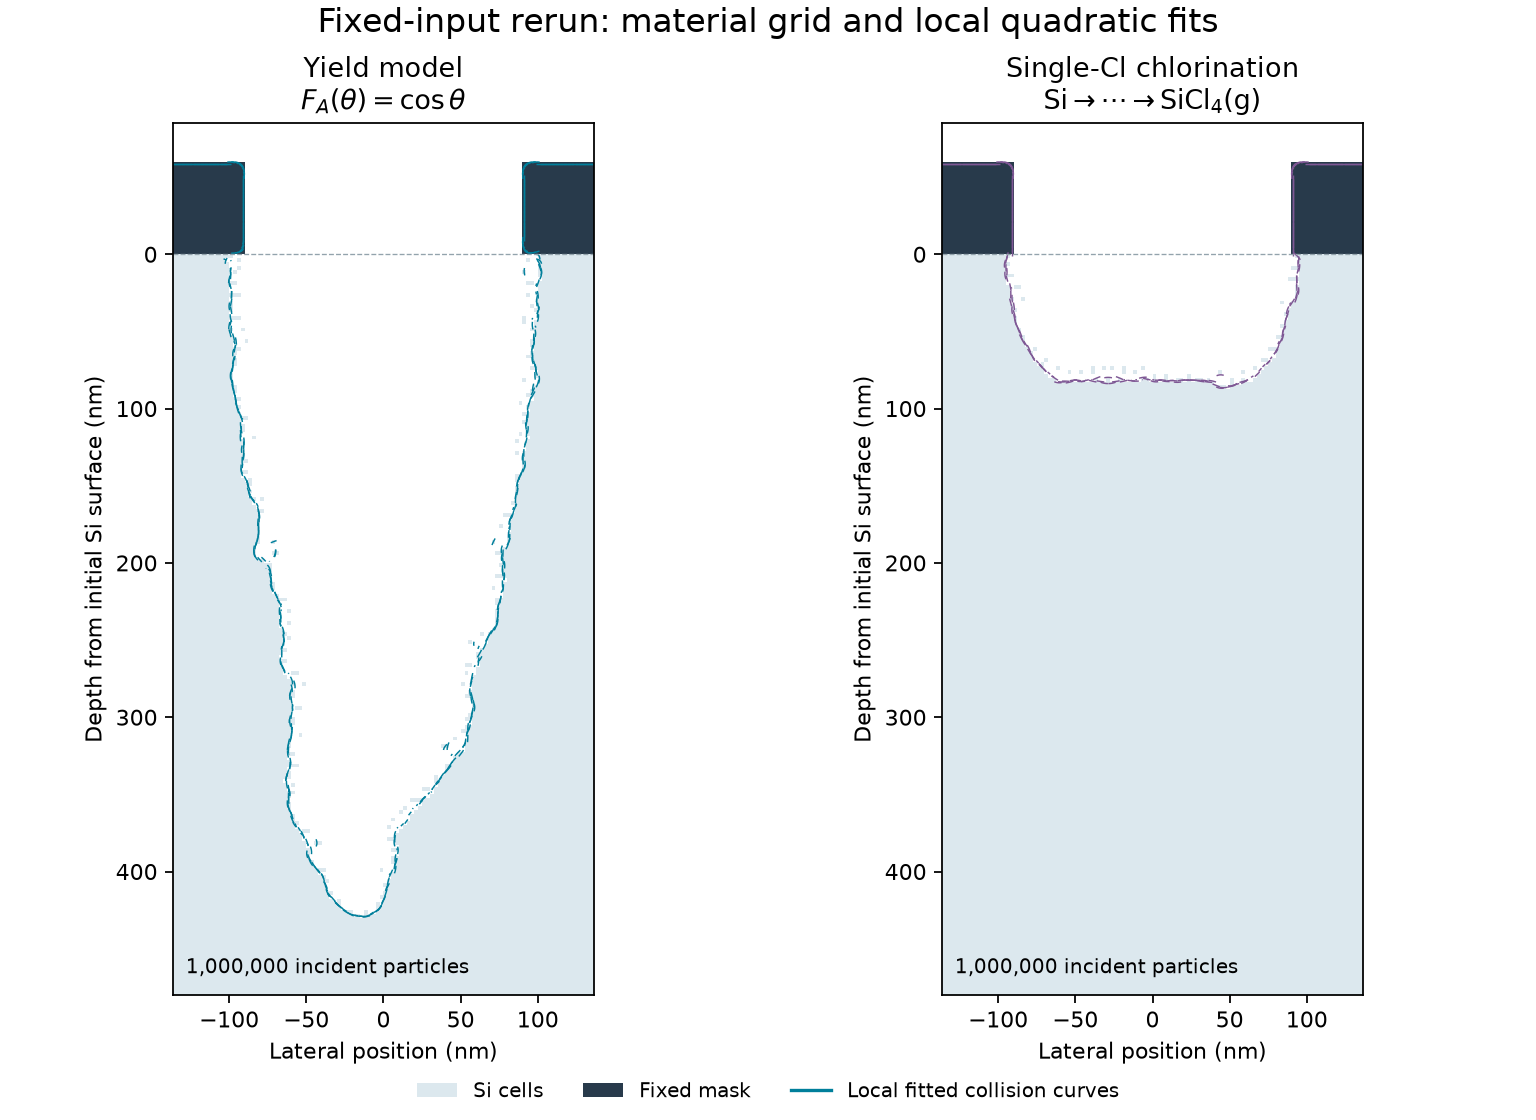 Fixed-input rerun: material grid and local quadratic fits
Yield model
F_A(θ) = cos θ
Depth from initial Si surface (nm)
0
100
200
300
400
1,000,000 incident particles
−100
−50
0
50
100
Lateral position (nm)
Single-Cl chlorination
Si → ⋯ → SiCl₄(g)
Depth from initial Si surface (nm)
0
100
200
300
400
1,000,000 incident particles
−100
−50
0
50
100
Lateral position (nm)
Si cells
Fixed mask
Local fitted collision curves